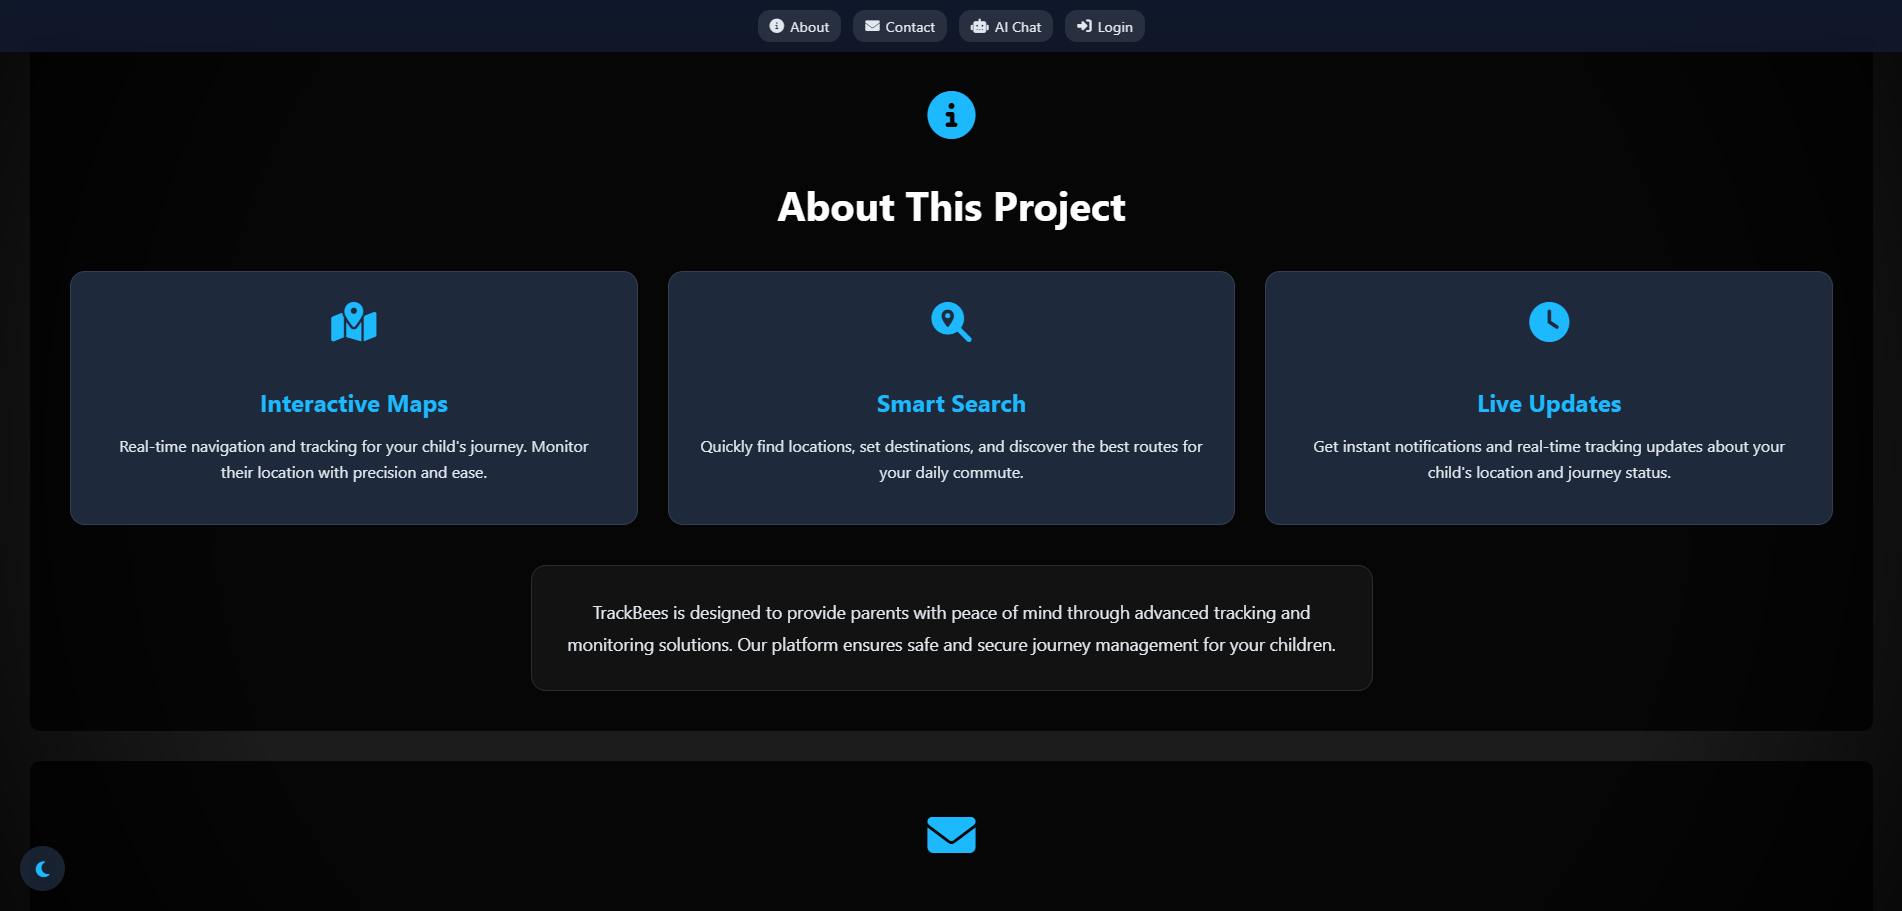 About
Contact
AI Chat
Login
About This Project
Interactive Maps
Real-time navigation and tracking for your child's journey. Monitor
their location with precision and ease.
Smart Search
Quickly find locations, set destinations, and discover the best routes for
your daily commute.
Live Updates
Get instant notifications and real-time tracking updates about your
child's location and journey status.
TrackBees is designed to provide parents with peace of mind through advanced tracking and
monitoring solutions. Our platform ensures safe and secure journey management for your children.